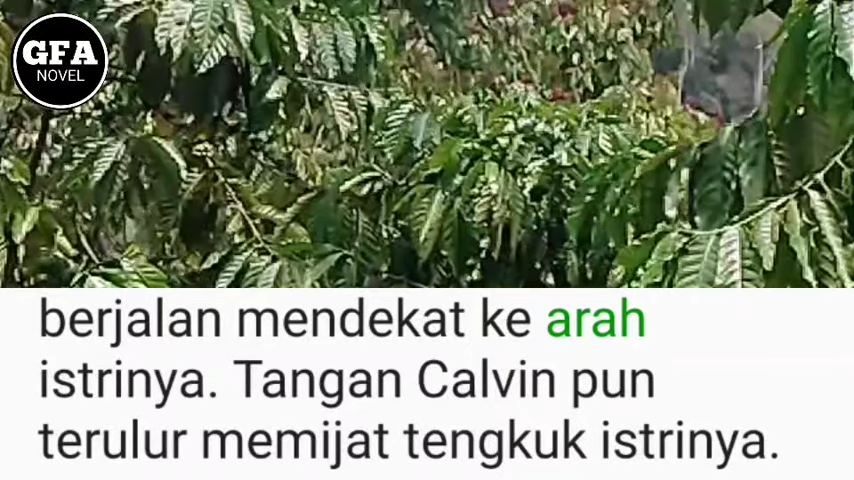 GFA
NOVEL
berjalan mendekat ke arah
istrinya. Tangan Calvin pun
terulur memijat tengkuk istrinya.